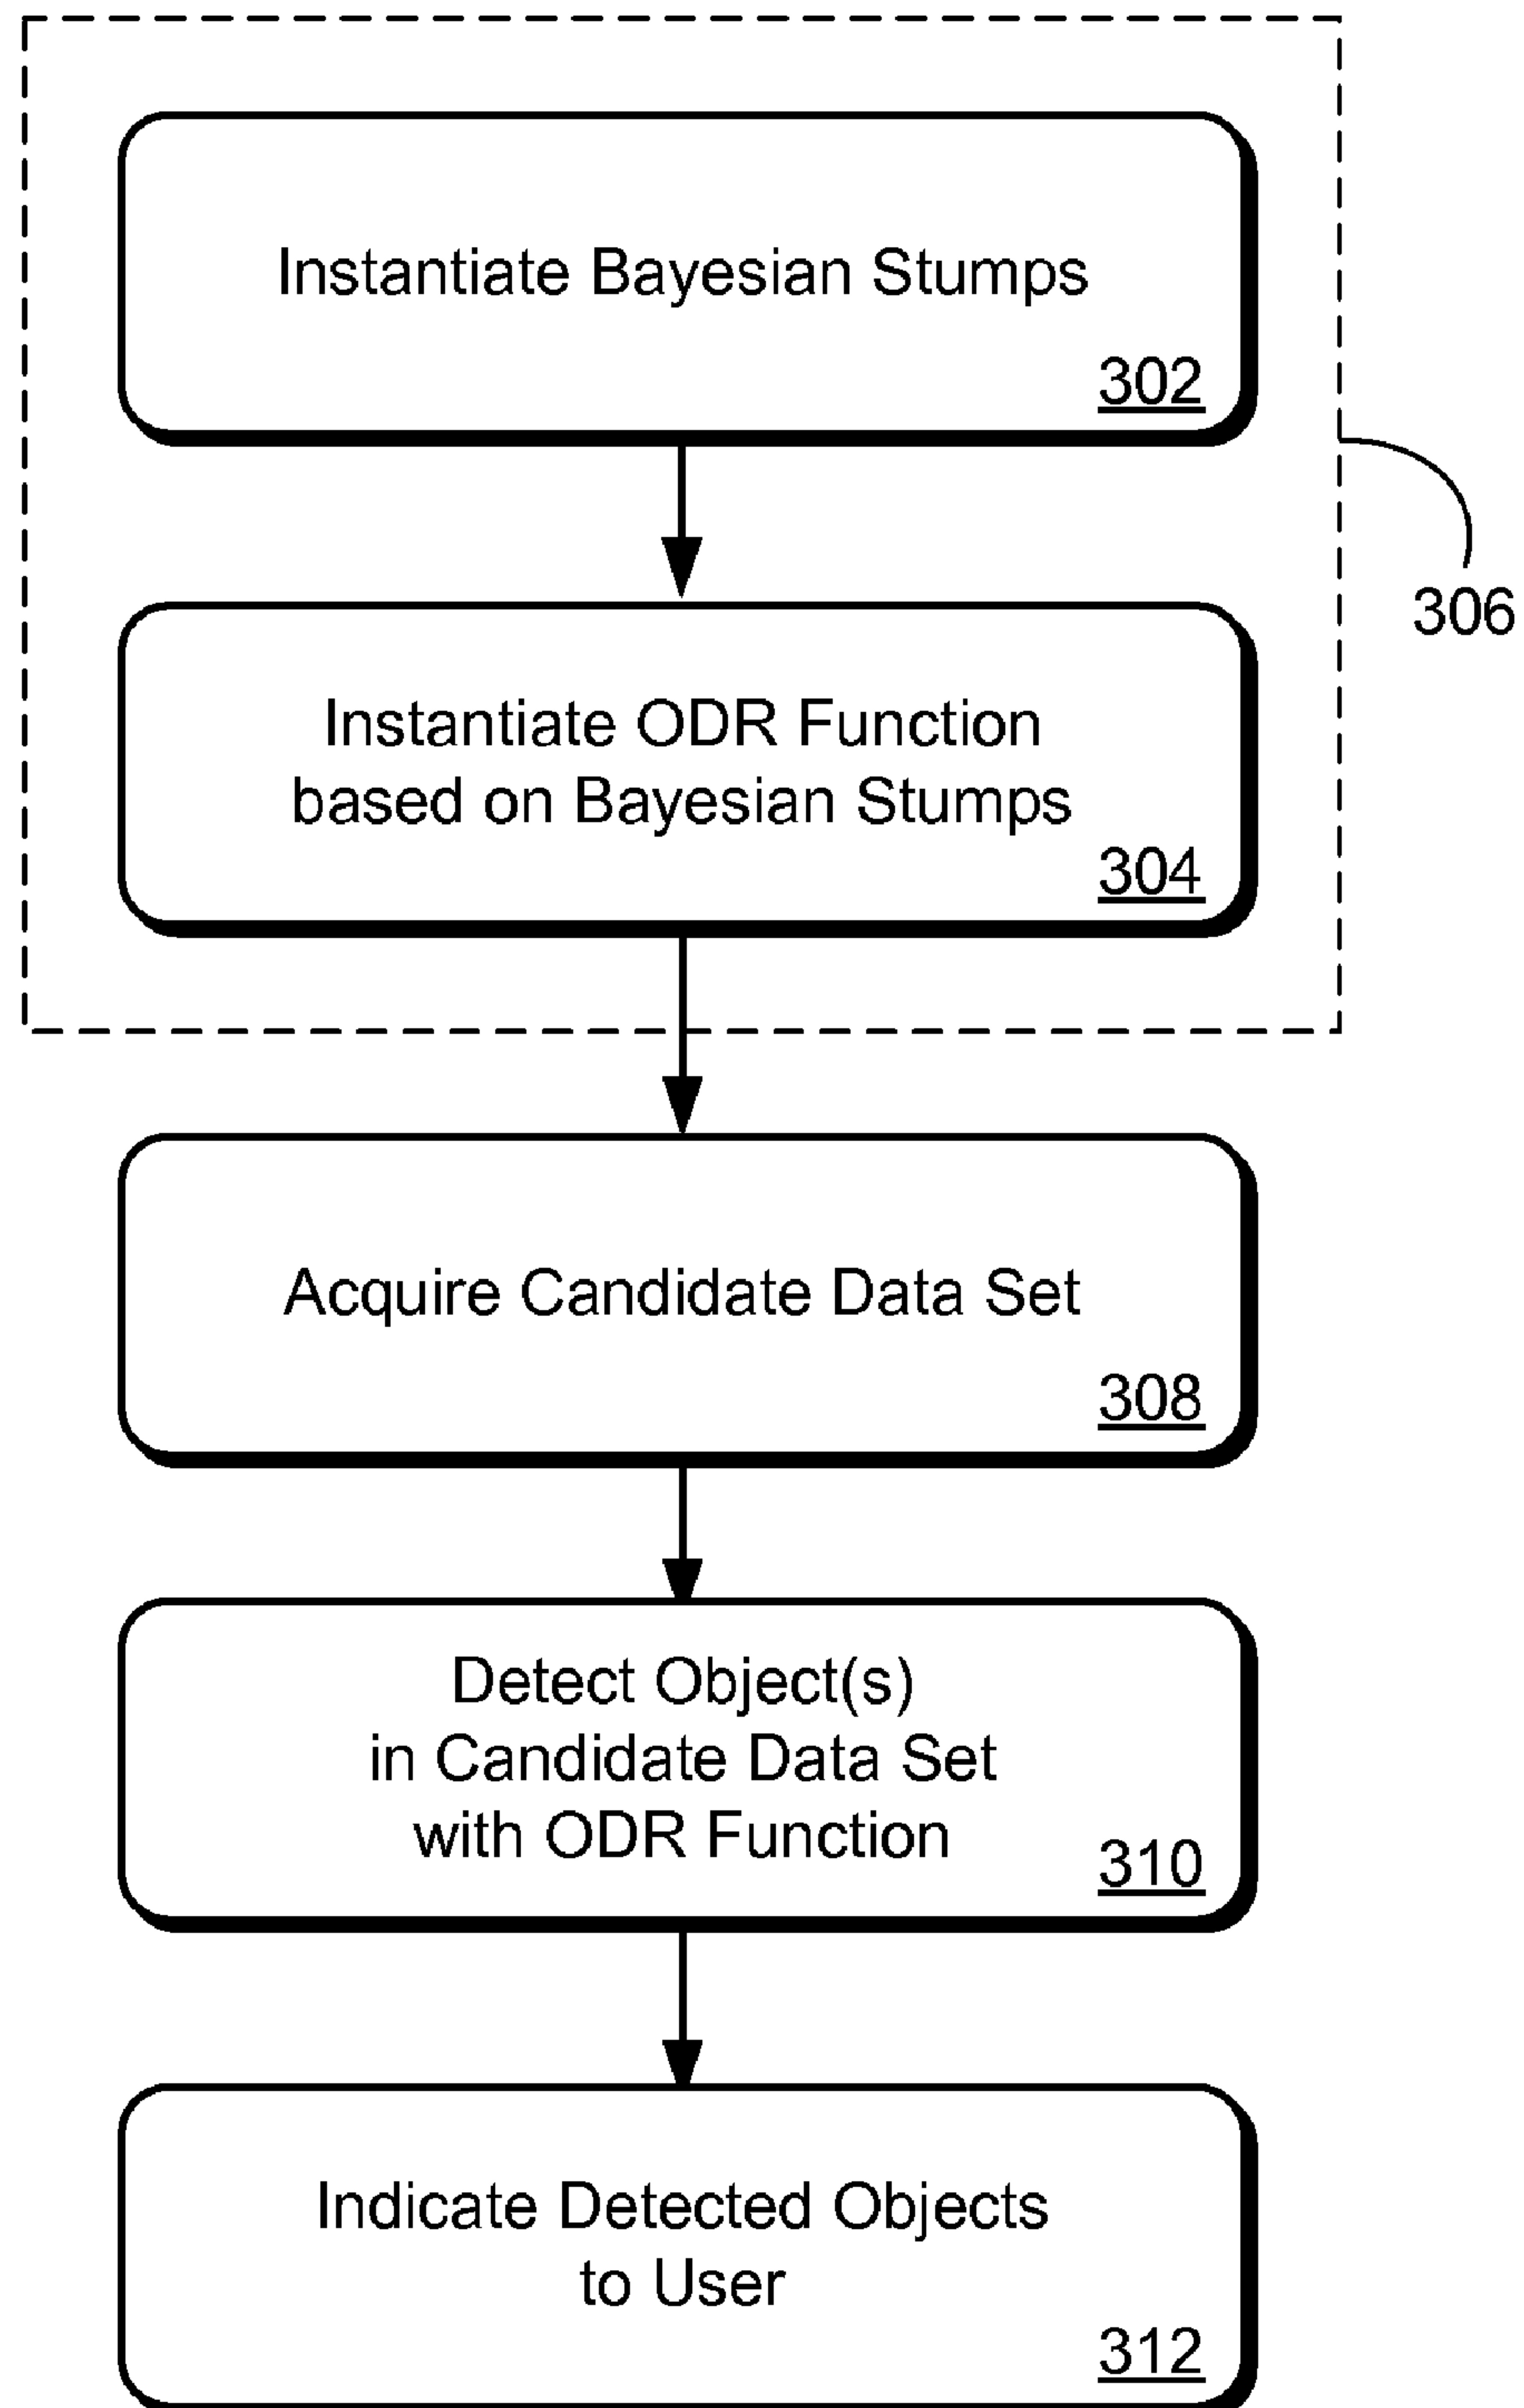 Instantiate Bayesian Stumps
302
306
Instantiate ODR Function
based on Bayesian Stumps
304
Acquire Candidate Data Set
308
Detect Object(s)
in Candidate Data Set
with ODR Function
310
Indicate Detected Objects
to User
312